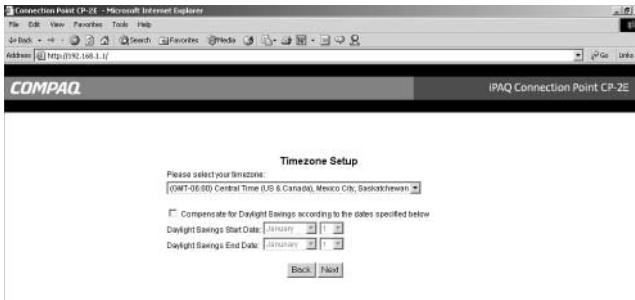 Connection Point CP-2E - Microsoft Internet Explorer
File Edit View Favorites Tools Help
Back Search Favorites Media
Address http://192.168.1.1/ Go Links
COMPAQ iPAQ Connection Point CP-2E
Timezone Setup
Please select your timezone:
(GMT-06:00) Central Time (US & Canada), Mexico City, Saskatchewan
Compensate for Daylight Savings according to the dates specified below
Daylight Savings Start Date: January 1
Daylight Savings End Date: January 1
Back Next